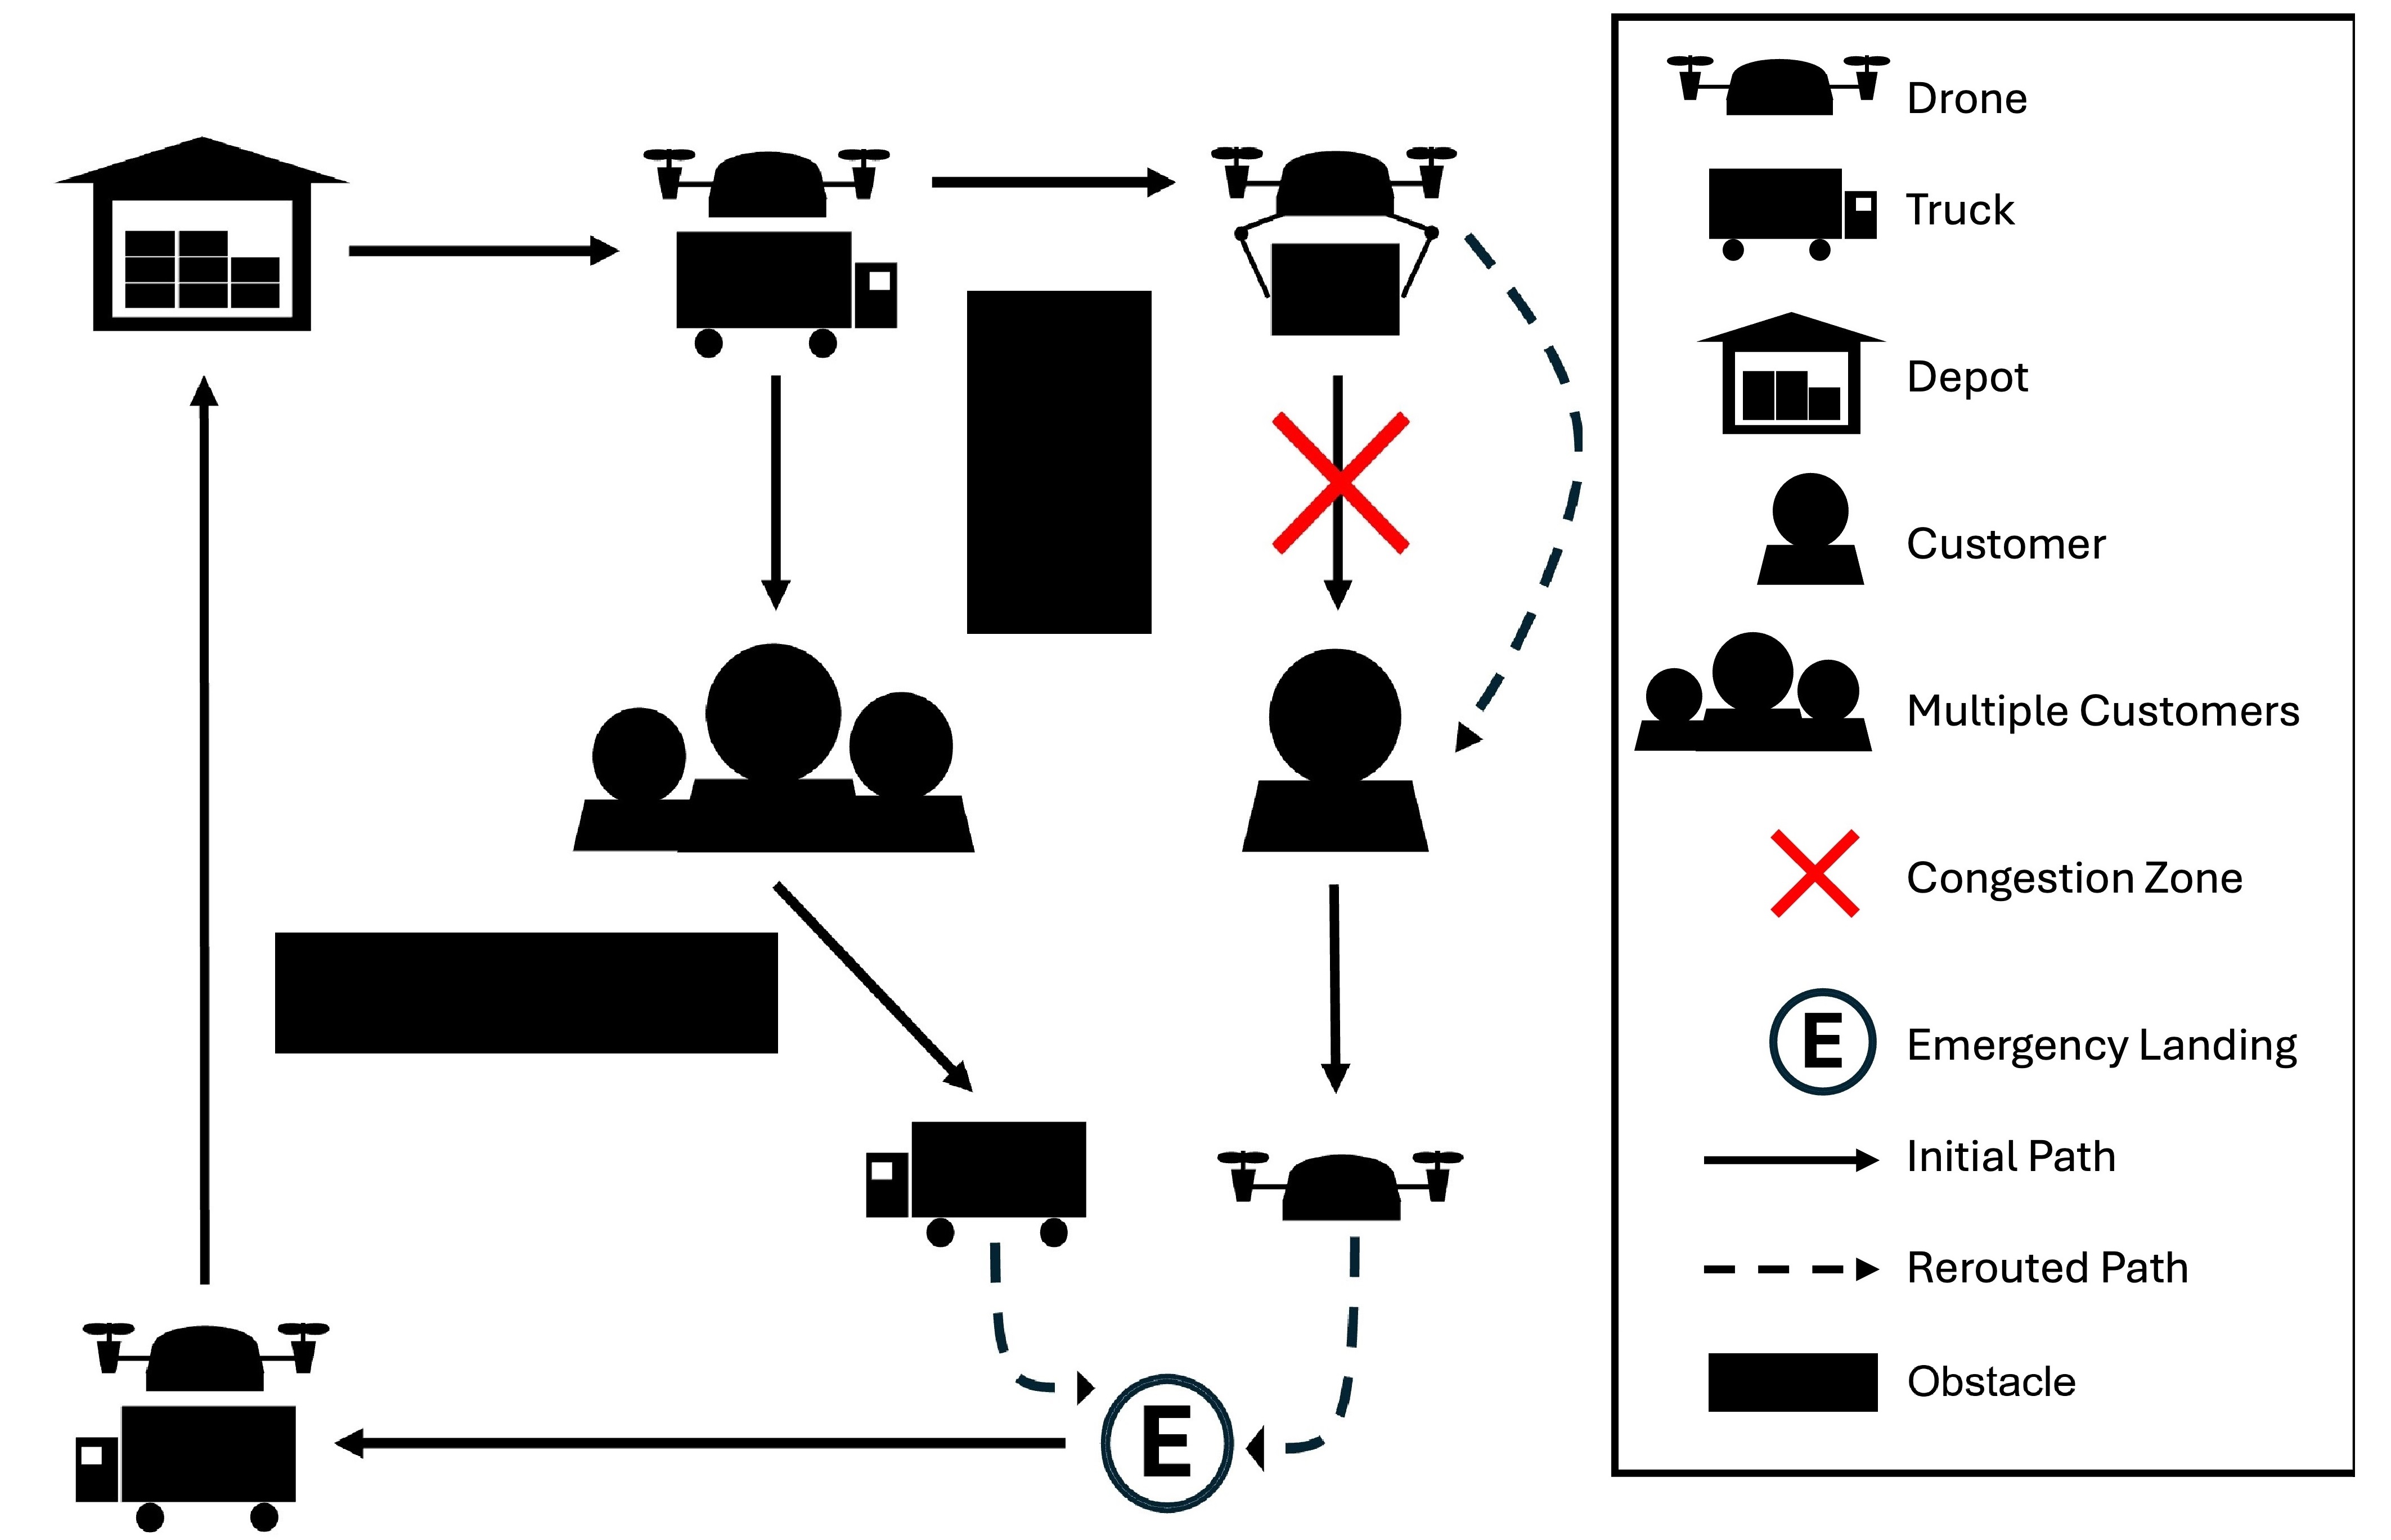 Drone
Truck
Depot
Customer
Multiple Customers
Congestion Zone
E
Emergency Landing
Initial Path
Rerouted Path
Obstacle
E